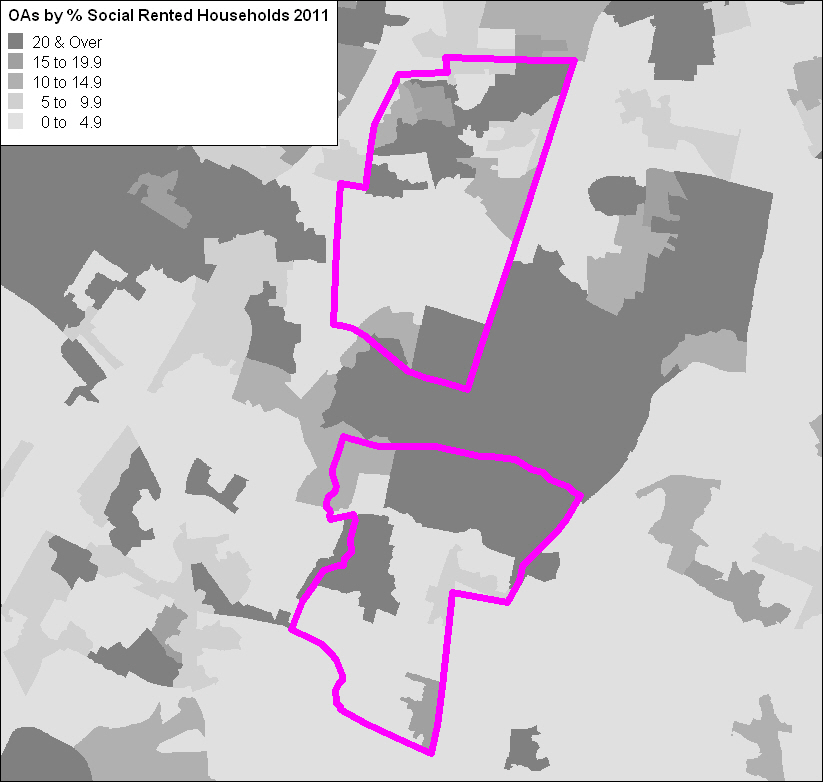 OAs by % Social Rented Households 2011
20 & Over
15 to 19.9
10 to 14.9
5 to 9.9
0 to 4.9